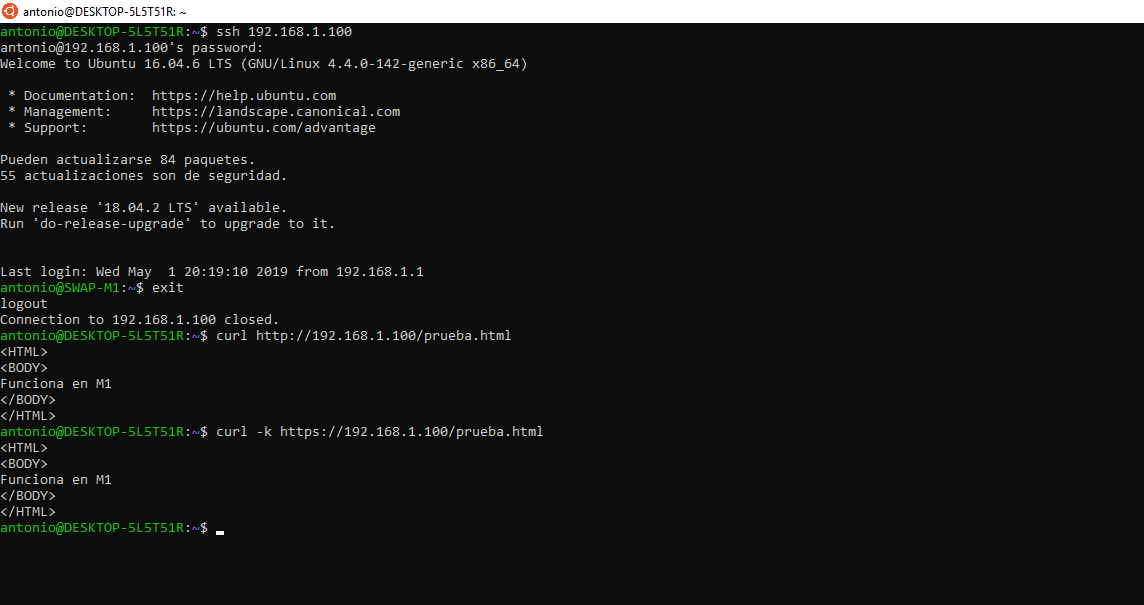 antonio@DESKTOP-5L5T51R: ~
antonio@DESKTOP-5L5T51R:~$ ssh 192.168.1.100
antonio@192.168.1.100's password:
Welcome to Ubuntu 16.04.6 LTS (GNU/Linux 4.4.0-142-generic x86_64)
* Documentation:  https://help.ubuntu.com
* Management:     https://landscape.canonical.com
* Support:        https://ubuntu.com/advantage
Pueden actualizarse 84 paquetes.
55 actualizaciones son de seguridad.
New release '18.04.2 LTS' available.
Run 'do-release-upgrade' to upgrade to it.
Last login: Wed May  1 20:19:10 2019 from 192.168.1.1
antonio@SWAP-M1:~$ exit
logout
Connection to 192.168.1.100 closed.
antonio@DESKTOP-5L5T51R:~$ curl http://192.168.1.100/prueba.html
<HTML>
<BODY>
Funciona en M1
</BODY>
</HTML>
antonio@DESKTOP-5L5T51R:~$ curl -k https://192.168.1.100/prueba.html
<HTML>
<BODY>
Funciona en M1
</BODY>
</HTML>
antonio@DESKTOP-5L5T51R:~$